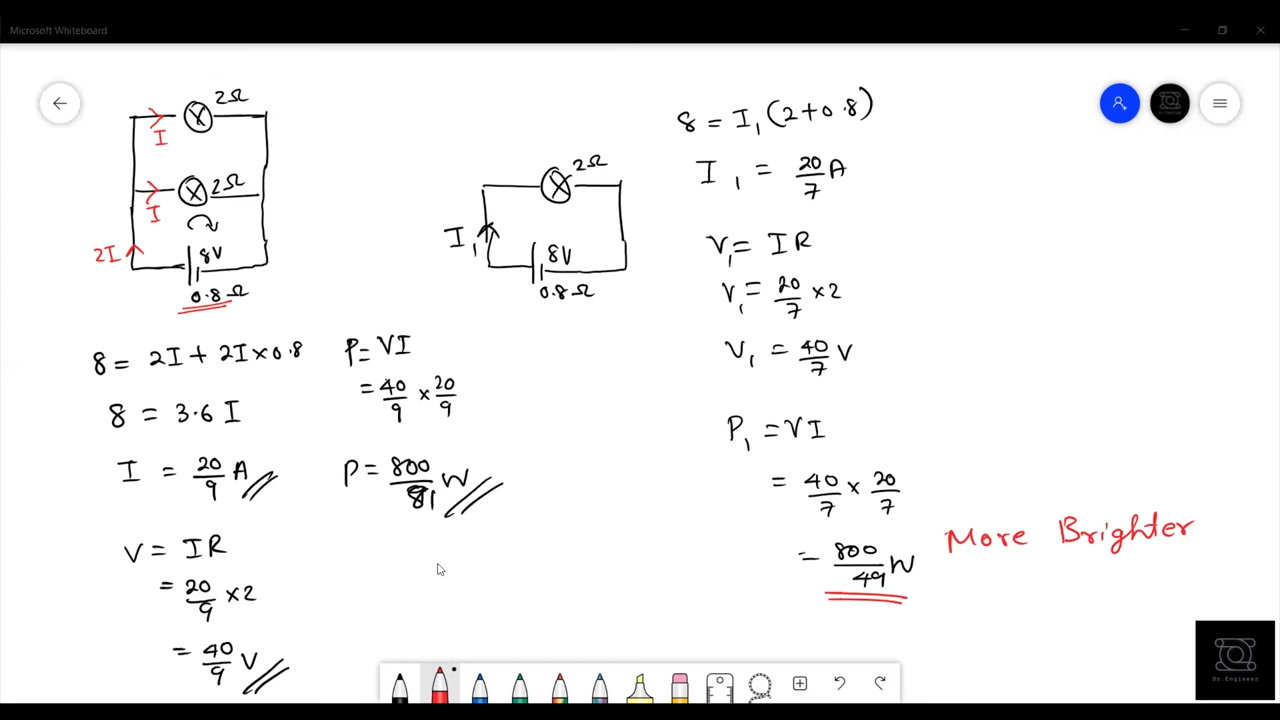 Microsoft Whiteboard
2Ω
I
2Ω
I
2I
8V
0.8 Ω
2Ω
I₁
8V
0.8Ω
8 = 2I + 2I × 0.8
8 = 3.6 I
I = 20/9 A
V = IR
= 20/9 × 2
= 40/9 V
P = VI
= 40/9 × 20/9
P = 800/81 W
8 = I₁ (2 + 0.8)
I₁ = 20/7 A
V₁ = IR
V₁ = 20/7 × 2
V₁ = 40/7 V
P₁ = VI
= 40/7 × 20/7
= 800/49 W
More Brighter
Dr.Engineer